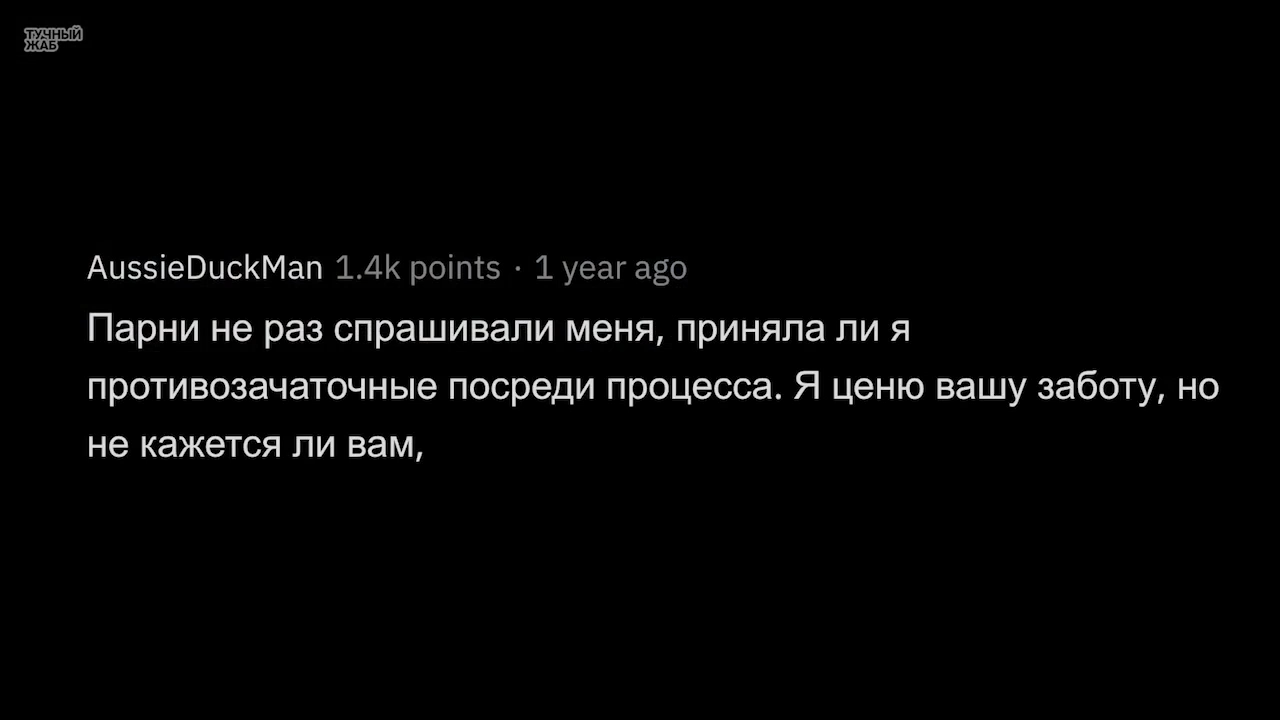 ТУЧНЫЙ
ЖАБ
AussieDuckMan 1.4k points · 1 year ago
Парни не раз спрашивали меня, приняла ли я
противозачаточные посреди процесса. Я ценю вашу заботу, но
не кажется ли вам,